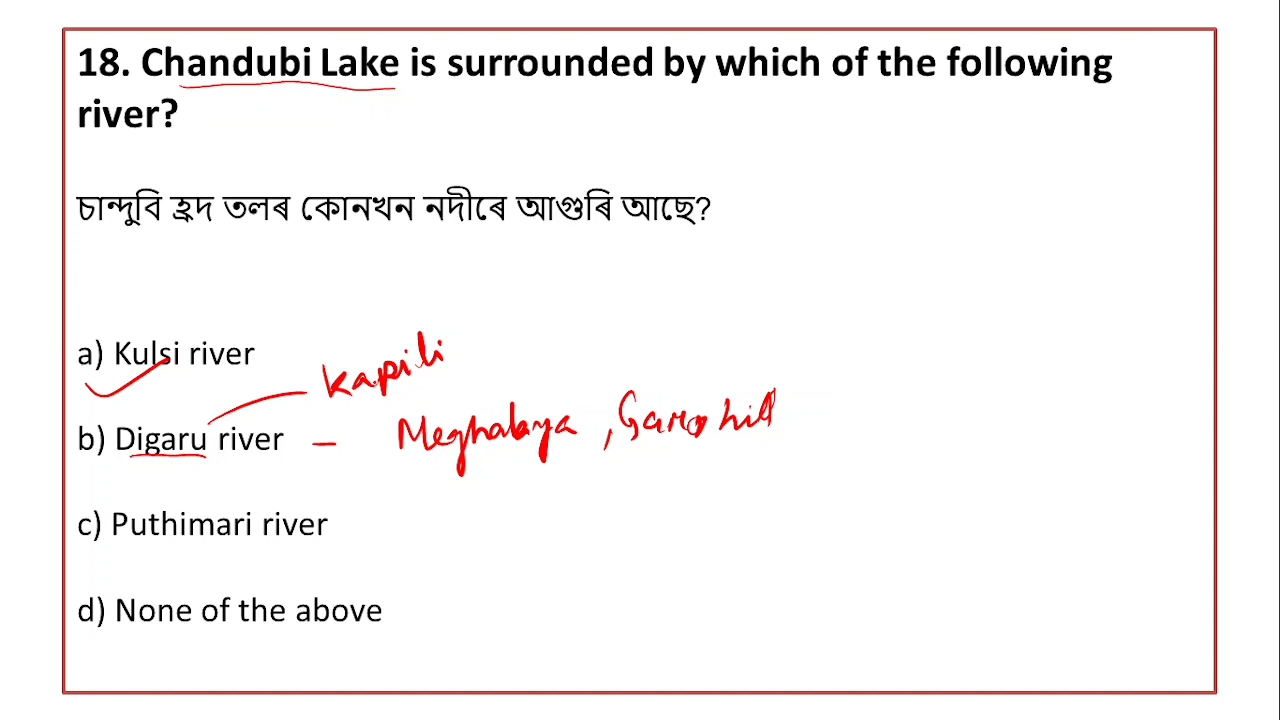 18. Chandubi Lake is surrounded by which of the following
river?
চান্দুবি হ্ৰদ তলৰ কোনখন নদীৰে আগুৰি আছে?
a) Kulsi river
Kapili
b) Digaru river - Meghalaya, Garo hill
c) Puthimari river
d) None of the above